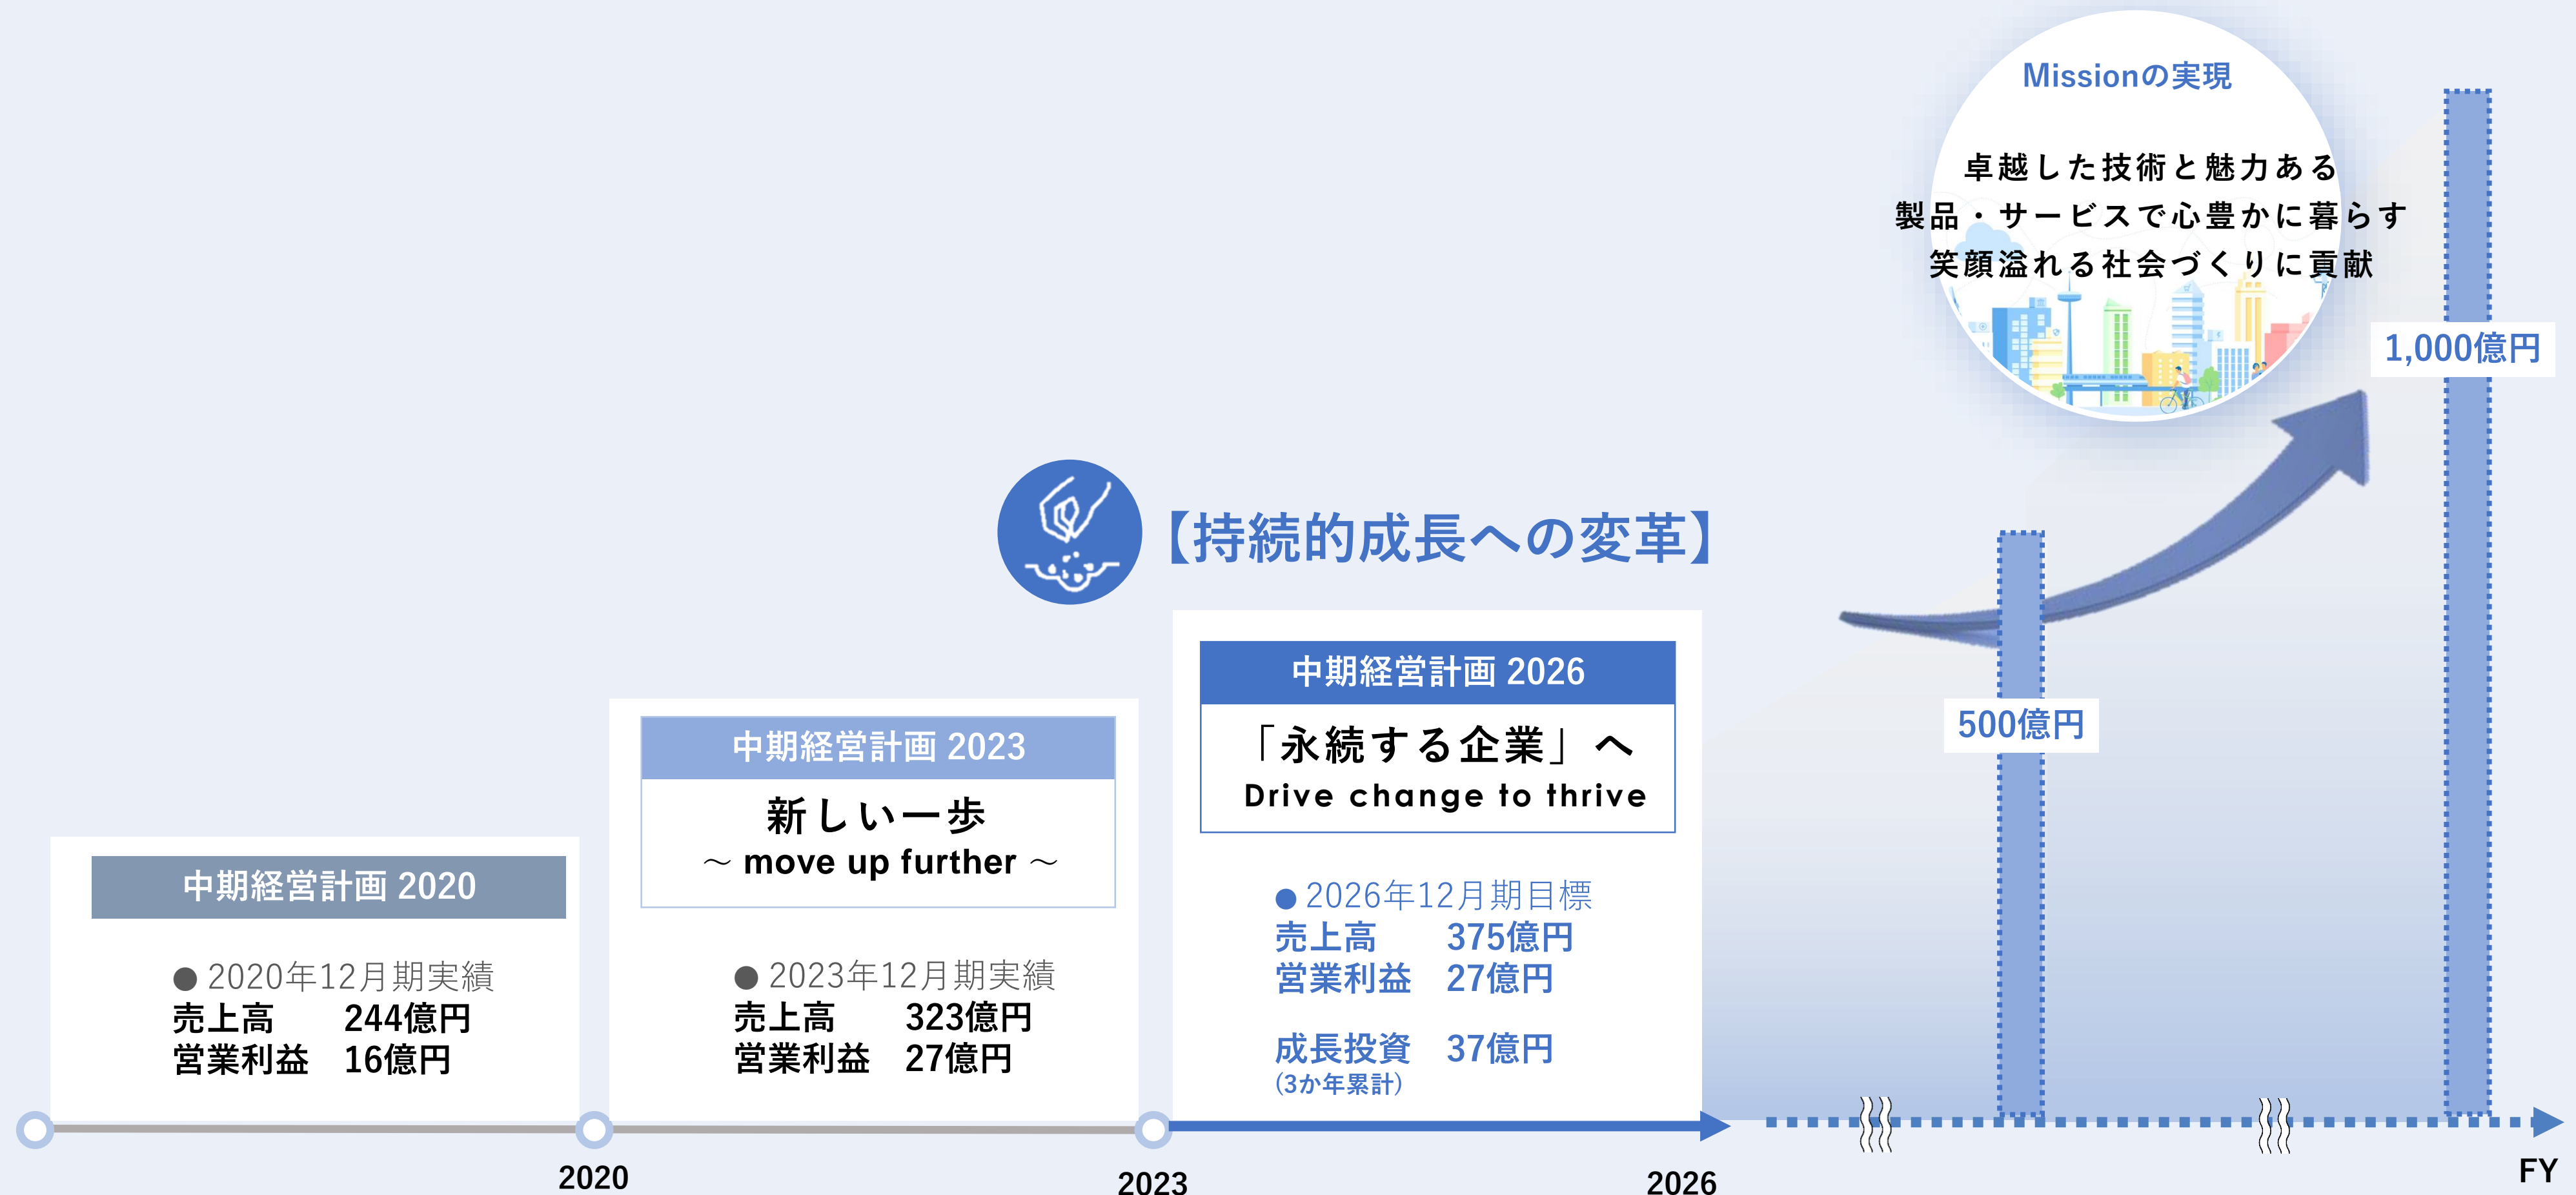 Missionの実現
卓越した技術と魅力ある
製品・サービスで心豊かに暮らす
笑顔溢れる社会づくりに貢献
1,000億円
500億円
【持続的成長への変革】
中期経営計画 2020
● 2020年12月期実績
売上高 244億円
営業利益 16億円
中期経営計画 2023
新しい一歩
～ move up further ～
● 2023年12月期実績
売上高 323億円
営業利益 27億円
中期経営計画 2026
「永続する企業」へ
Drive change to thrive
● 2026年12月期目標
売上高 375億円
営業利益 27億円
成長投資 37億円
(3か年累計)
2020
2023
2026
FY